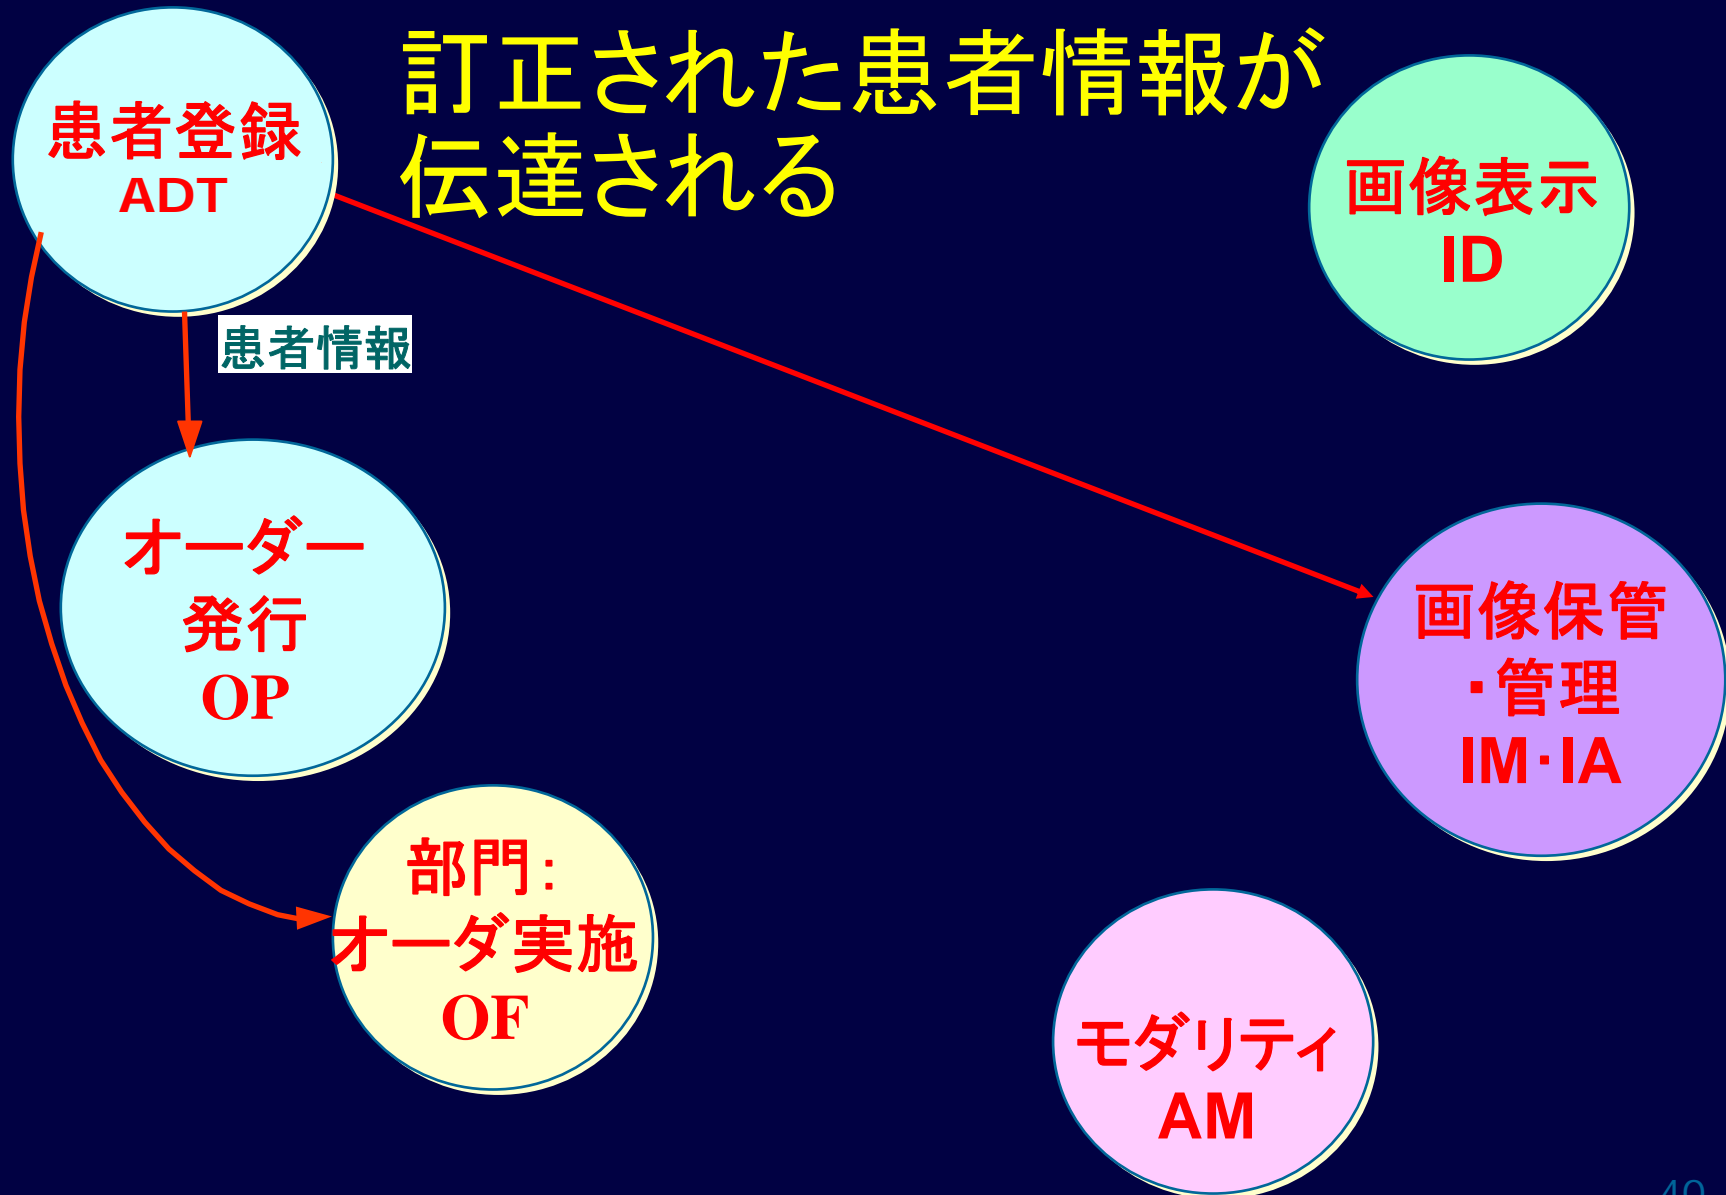 訂正された患者情報が
伝達される
患者登録
ADT
画像表示
ID
患者情報
オーダー
発行
OP
画像保管
・管理
IM・IA
部門：
オーダ実施
OF
モダリティ
AM
40